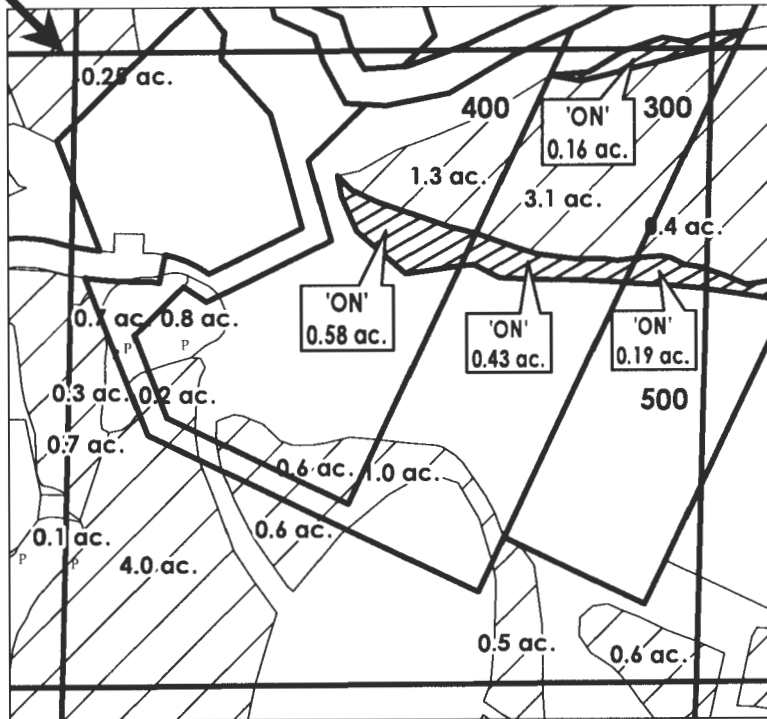 0.25 ac.
400
'ON'
0.16 ac.
300
1.3 ac.
3.1 ac.
0.4 ac.
'ON'
0.58 ac.
'ON'
0.43 ac.
'ON'
0.19 ac.
0.7 ac.
0.8 ac.
P
P
0.3 ac.
0.2 ac.
500
0.7 ac.
0.6 ac.
1.0 ac.
0.6 ac.
0.1 ac.
P
P
4.0 ac.
0.5 ac.
0.6 ac.